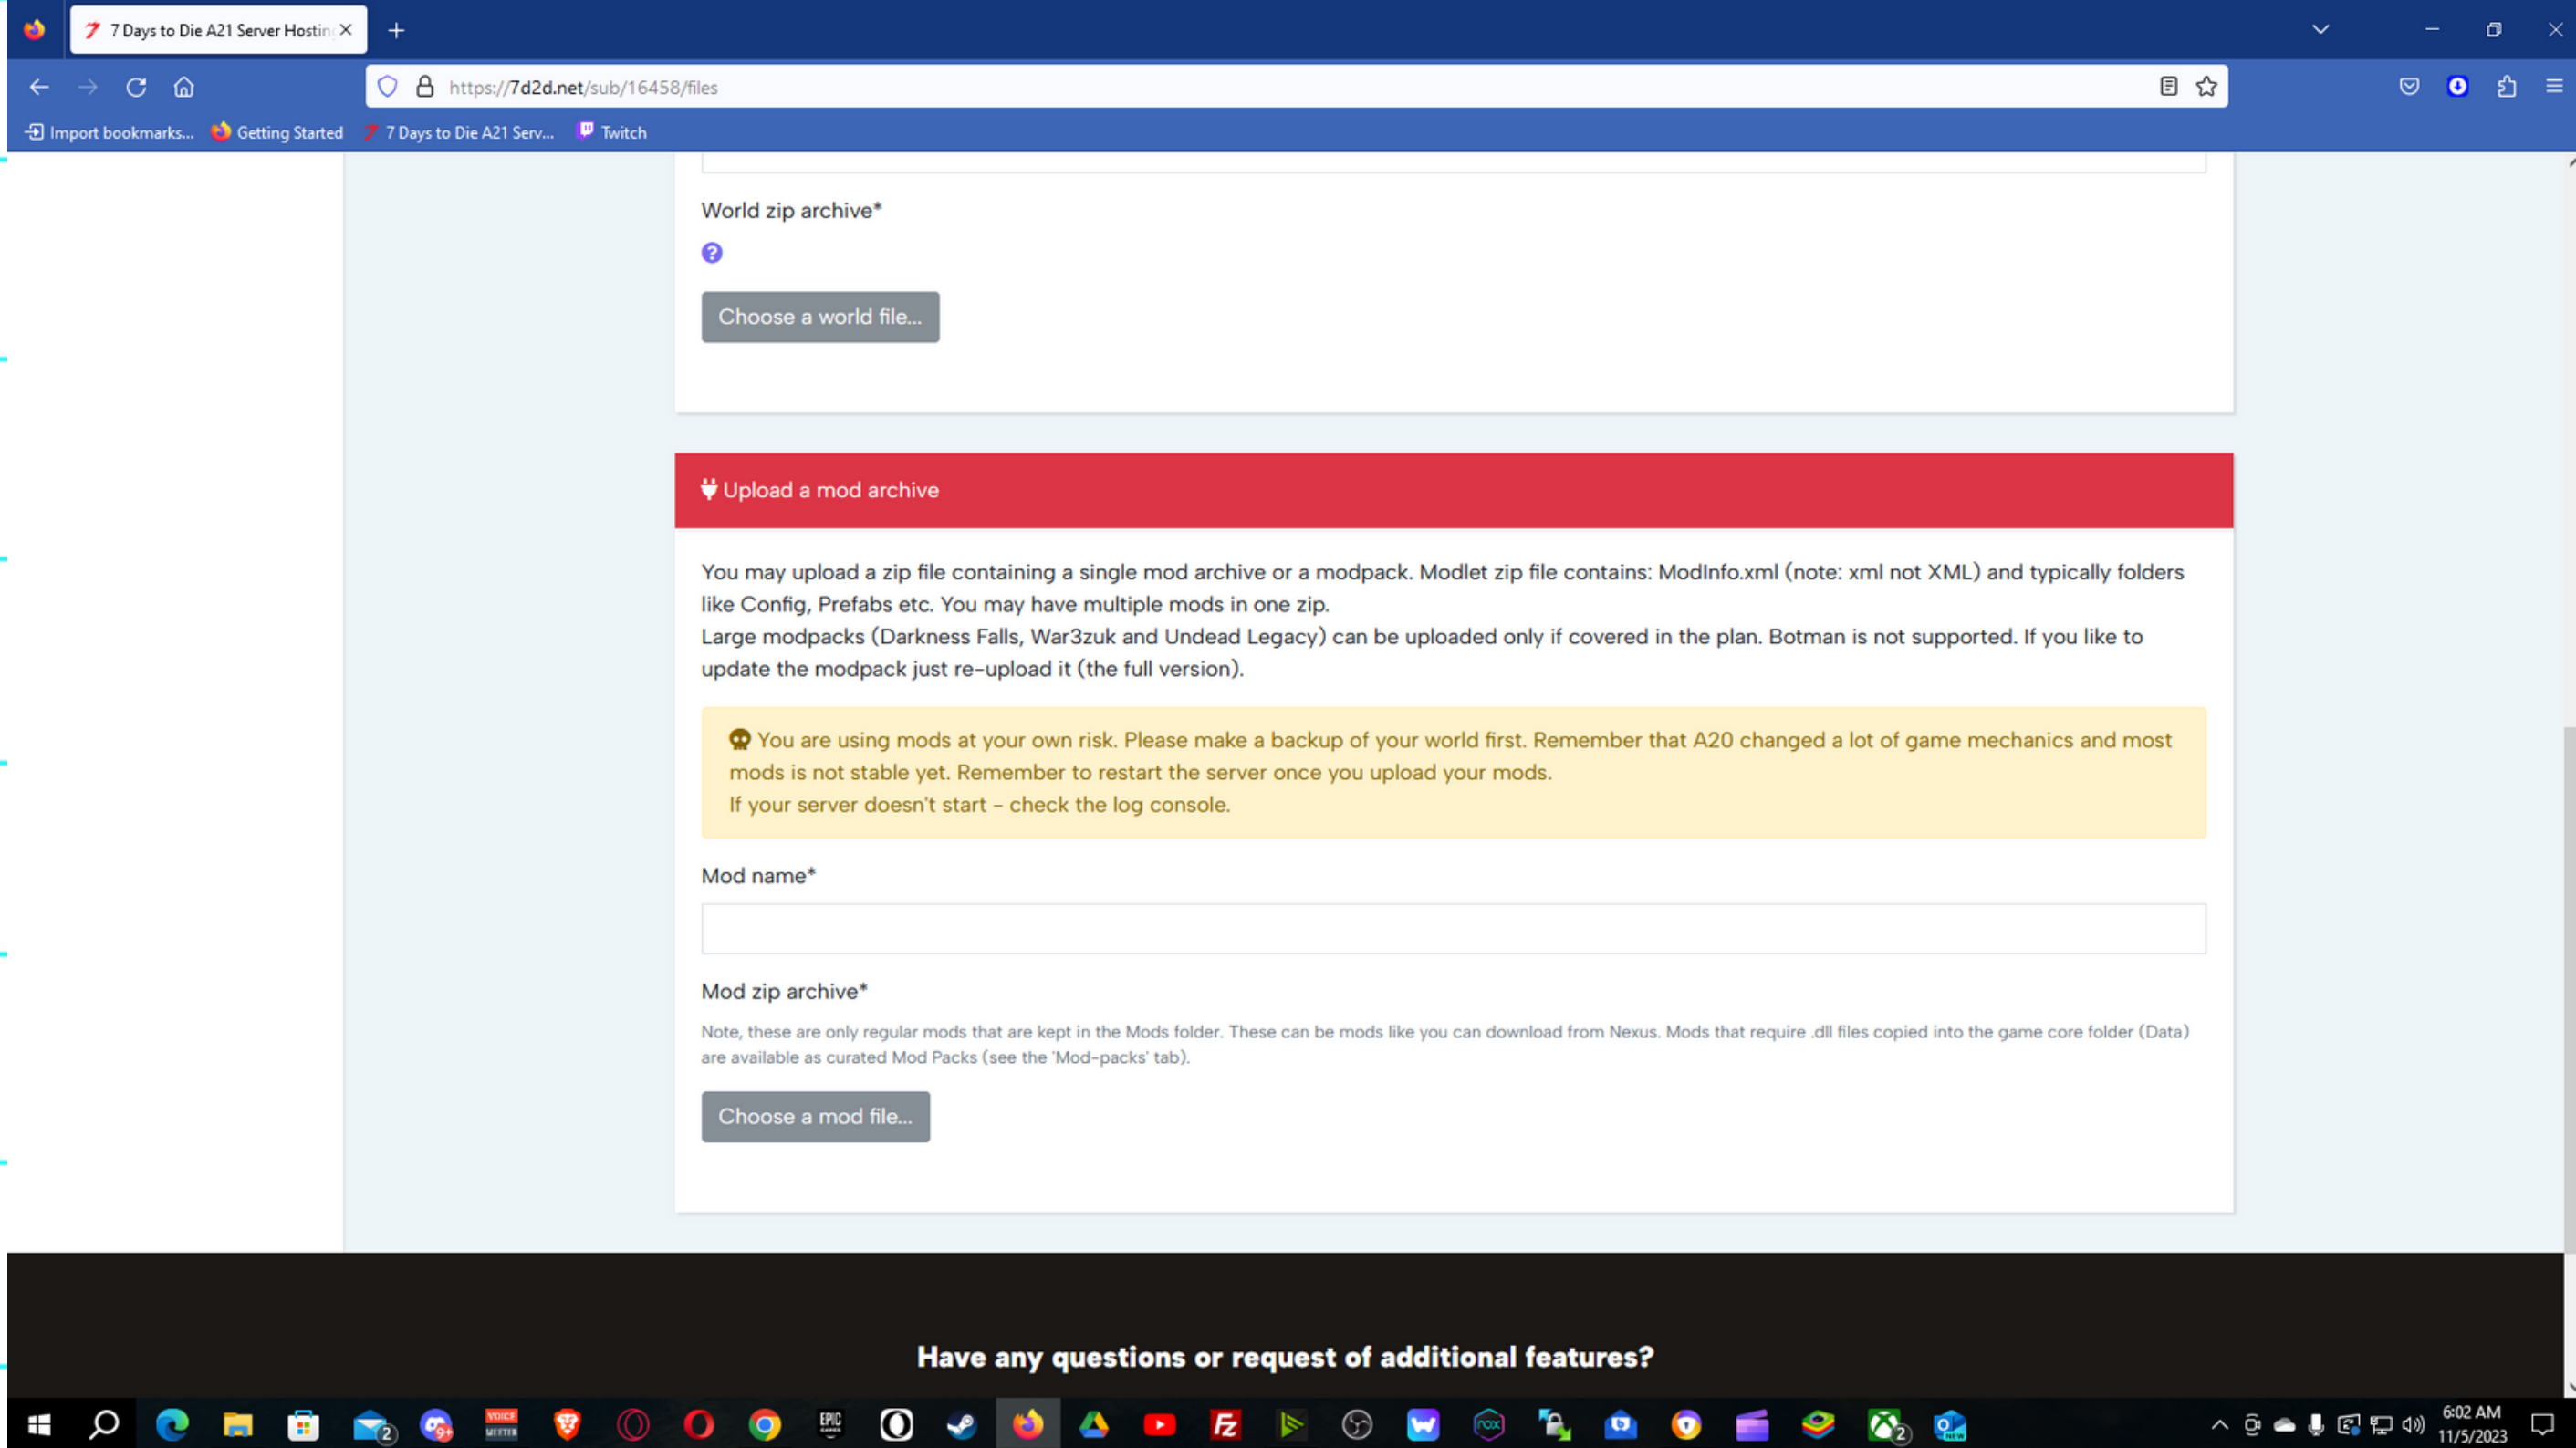 7 Days to Die A21 Server Hostin
https://7d2d.net/sub/16458/files
Import bookmarks... Getting Started 7 Days to Die A21 Serv... Twitch
World zip archive*
Choose a world file...
Upload a mod archive
You may upload a zip file containing a single mod archive or a modpack. Modlet zip file contains: ModInfo.xml (note: xml not XML) and typically folders
like Config, Prefabs etc. You may have multiple mods in one zip.
Large modpacks (Darkness Falls, War3zuk and Undead Legacy) can be uploaded only if covered in the plan. Botman is not supported. If you like to
update the modpack just re-upload it (the full version).
You are using mods at your own risk. Please make a backup of your world first. Remember that A20 changed a lot of game mechanics and most
mods is not stable yet. Remember to restart the server once you upload your mods.
If your server doesn't start - check the log console.
Mod name*
Mod zip archive*
Note, these are only regular mods that are kept in the Mods folder. These can be mods like you can download from Nexus. Mods that require .dll files copied into the game core folder (Data)
are available as curated Mod Packs (see the 'Mod-packs' tab).
Choose a mod file...
Have any questions or request of additional features?
2 9+ VOICE MEETER EPIC GAMES Fz nox 2 NEW
6:02 AM
11/5/2023